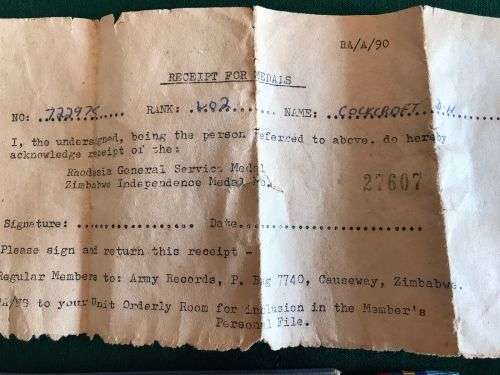 RA/A/90
RECEIPT FOR MEDALS
NO: 722975 RANK: WO2 NAME: COCKCROFT
I, the undersigned, being the person referred to above, do hereby
acknowledge receipt of the:
Rhodesia General Service Medal
Zimbabwe Independence Medal No. 27607
Signature: Date
Please sign and return this receipt -
Regular Members to: Army Records, P. Bag 7740, Causeway, Zimbabwe.
to your Unit Orderly Room for inclusion in the Member's
Personal File.